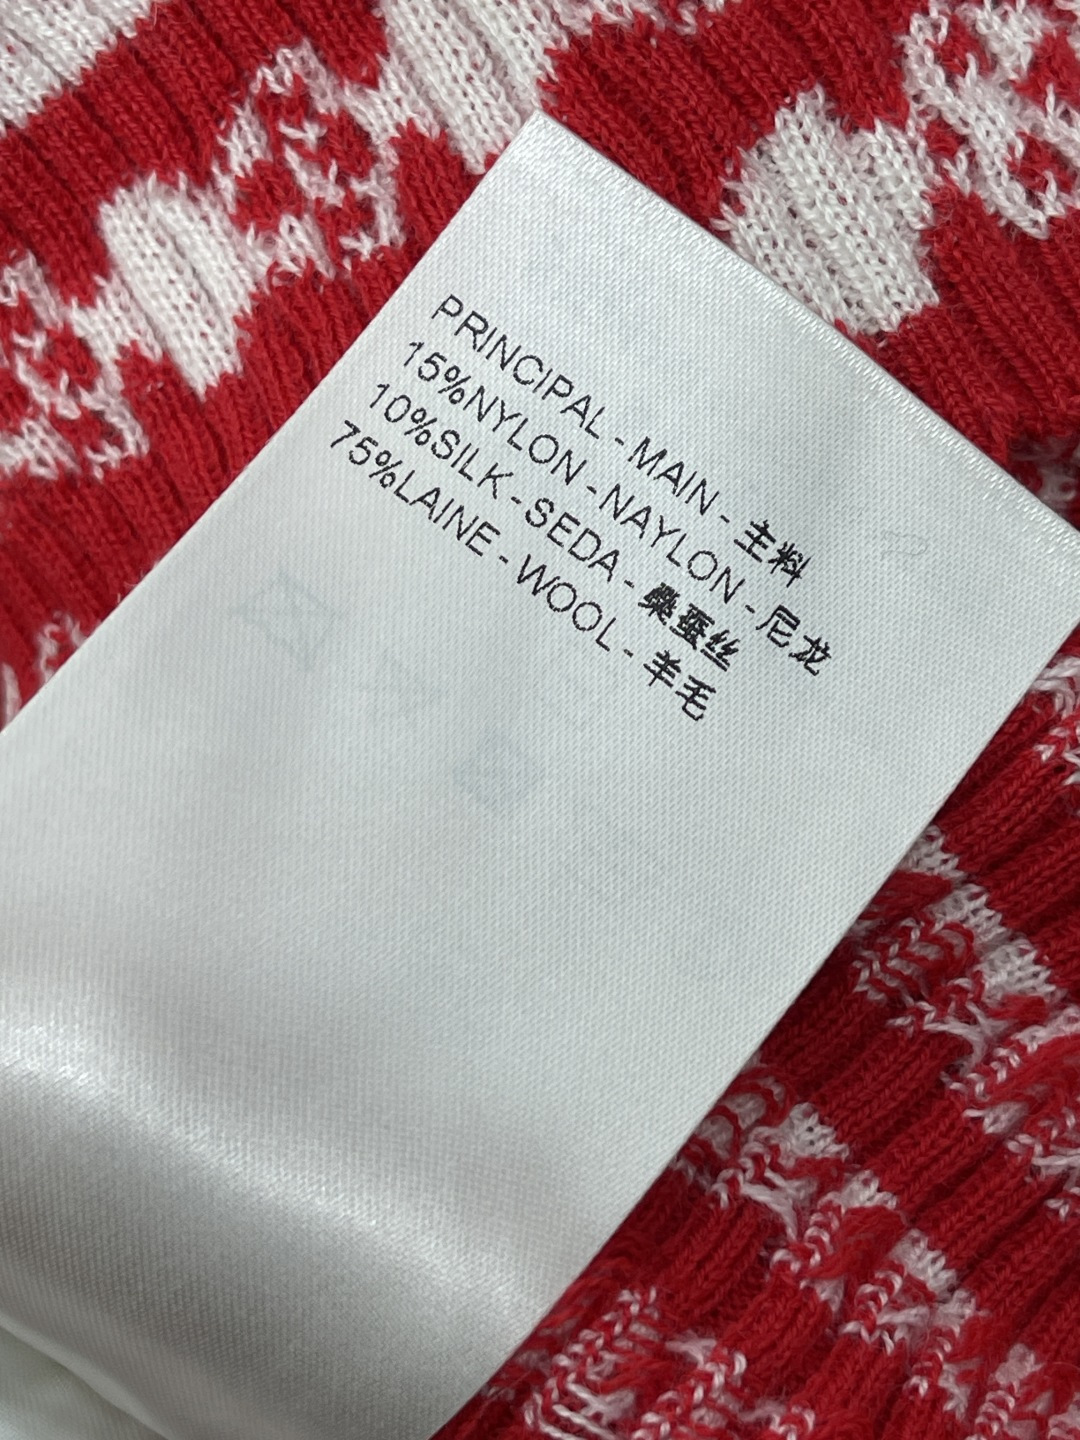 PRINCIPAL - MAIN - 主料
15%NYLON - NAYLON - 尼龙
10%SILK - SEDA - 桑蚕丝
75%LAINE - WOOL - 羊毛